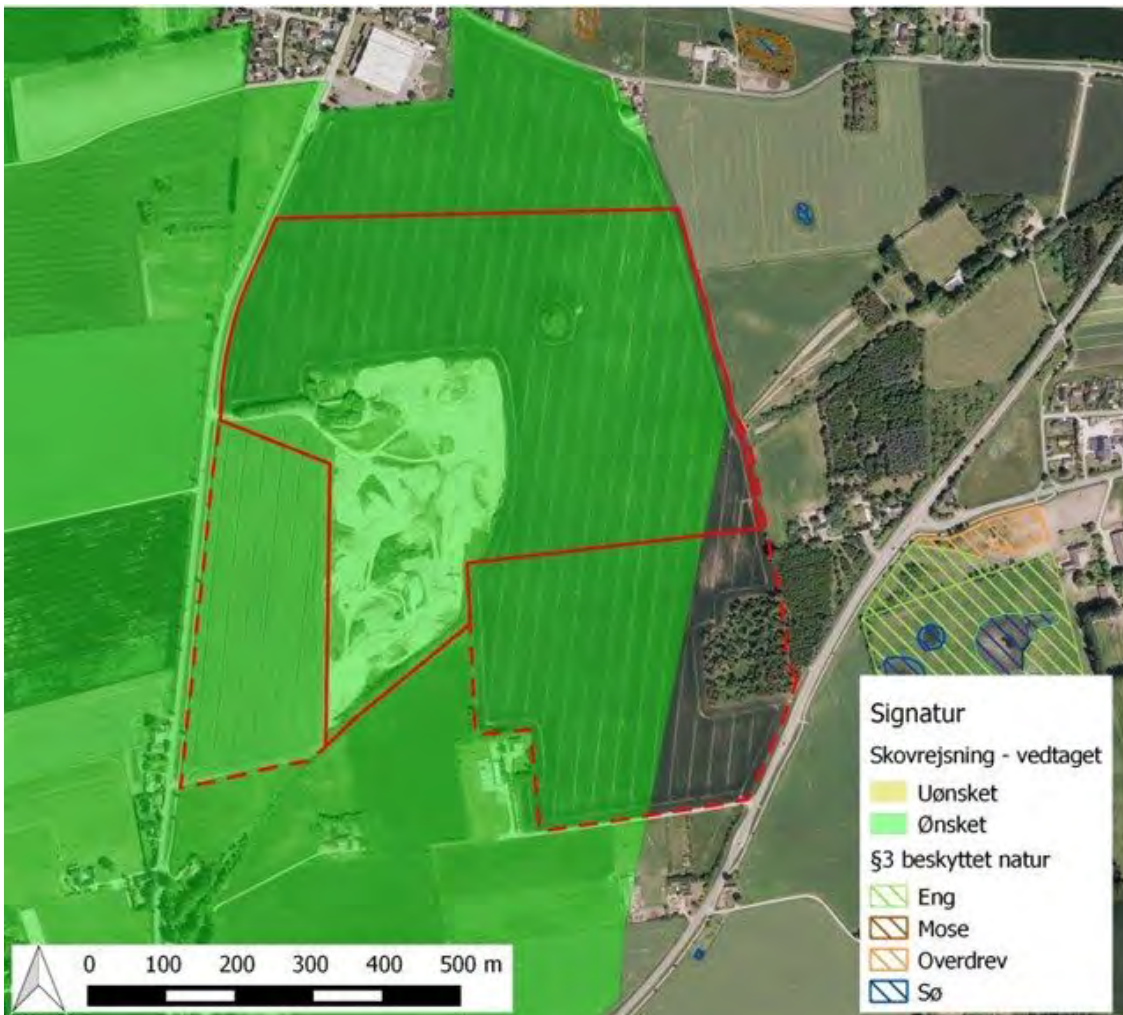 Signatur
Skovrejsning - vedtaget
Uønsket
Ønsket
§3 beskyttet natur
Eng
Mose
Overdrev
Sø
0 100 200 300 400 500 m